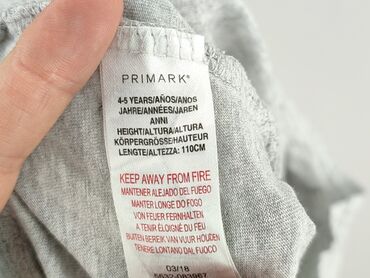 PRIMARK®
4-5 YEARS/AÑOS/ANOS
JAHRE/ANNÉES/JAREN
ANNI
HEIGHT/ALTURA/ALTURA
KÖRPERGRÖSSE/HAUTEUR
LENGTE/ALTEZZA: 110CM
KEEP AWAY FROM FIRE
MANTENER ALEJADO DEL FUEGO
MANTER LONGE DO FOGO
VON FEUER FERNHALTEN
A TENIR ÉLOIGNÉ DU FEU
BUITEN BEREIK VAN VUUR HOUDEN
TENERE LONTANO DAL FUOCO
03/18